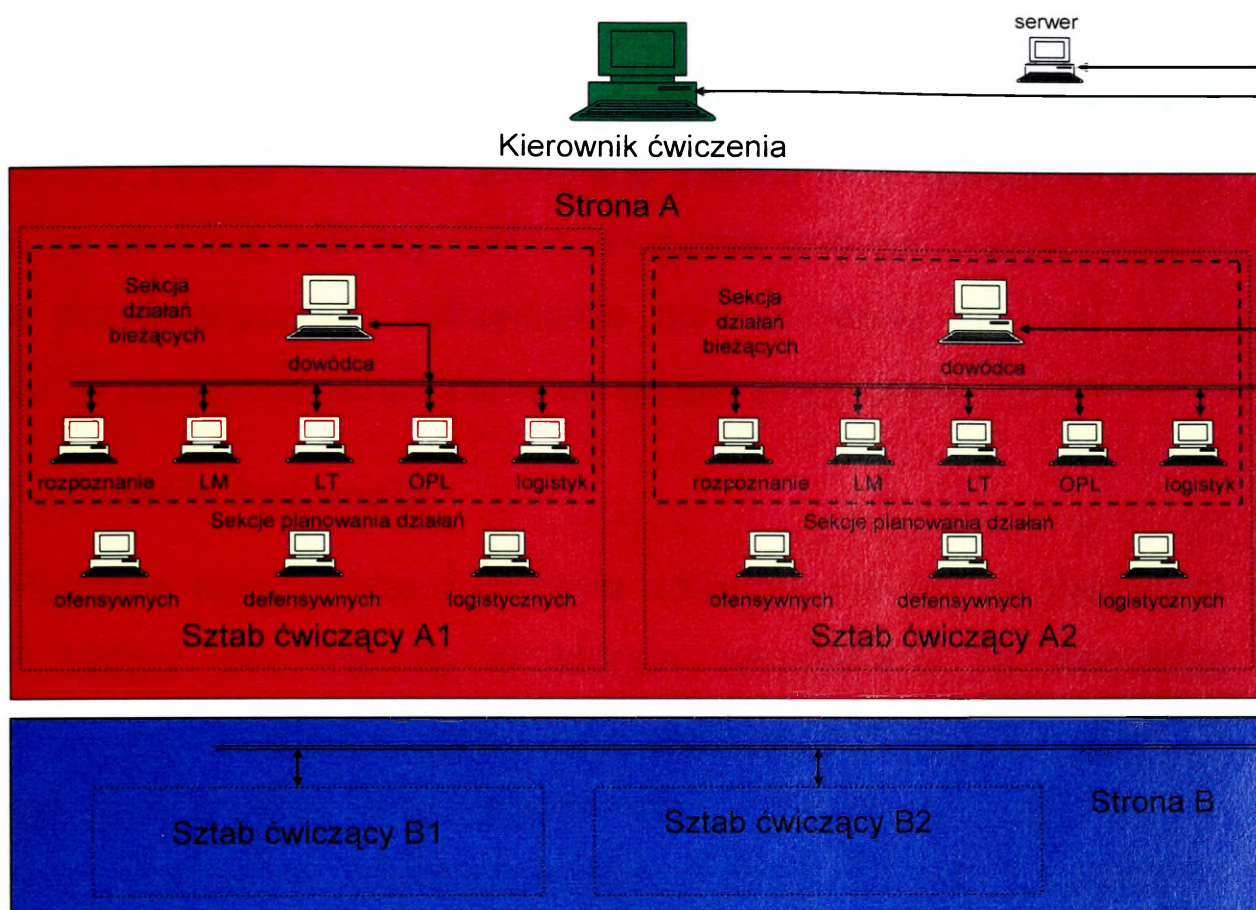 serwer
Kierownik ćwiczenia
Strona A
Sekcja
działań
bieżących
dowódca
rozpoznanie LM LT OPL logistyk
Sekcje planowania działań
ofensywnych defensywnych logistycznych
Sztab ćwiczący A1
Sekcja
działań
bieżących
dowódca
rozpoznanie LM LT OPL logistyk
Sekcje planowania działań
ofensywnych defensywnych logistycznych
Sztab ćwiczący A2
Strona B
Sztab ćwiczący B1
Sztab ćwiczący B2